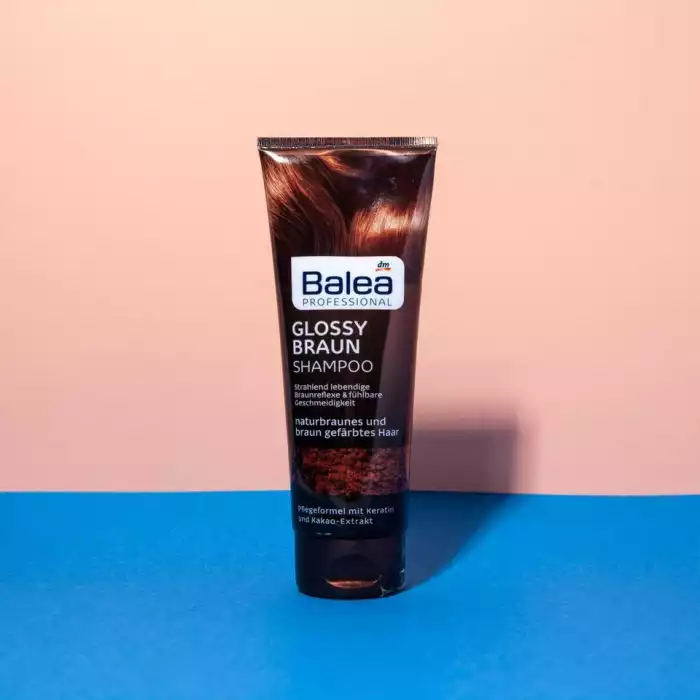 dm
Balea
PROFESSIONAL
GLOSSY
BRAUN
SHAMPOO
Strahlend lebendige
Braunreflexe & fühlbare
Geschmeidigkeit
naturbraunes und
braun gefärbtes Haar
Pflegeformel mit Keratin
und Kakao-Extrakt